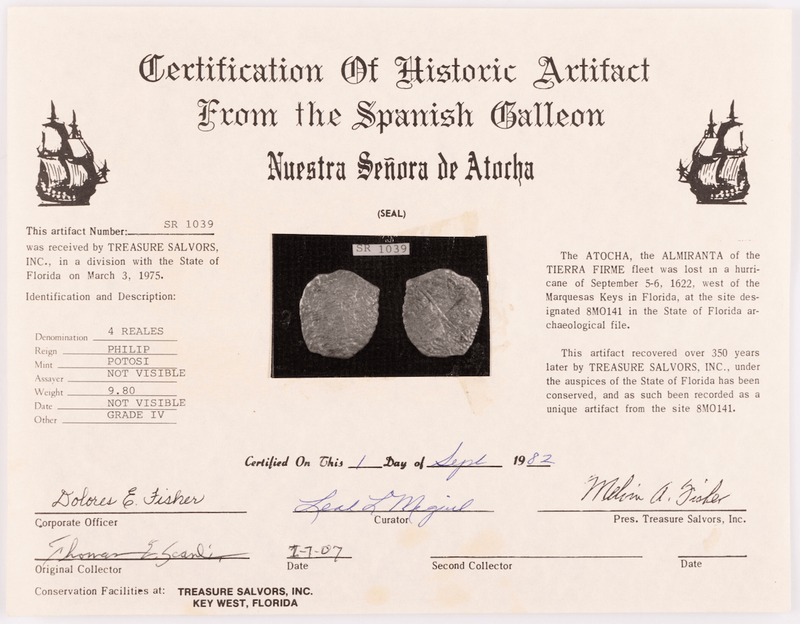 Certification Of Historic Artifact
From the Spanish Galleon
Nuestra Señora de Atocha
(SEAL)
This artifact Number: SR 1039
was received by TREASURE SALVORS,
INC., in a division with the State of
Florida on March 3, 1975.
Identification and Description:
Denomination 4 REALES
Reign PHILIP
Mint POTOSI
Assayer NOT VISIBLE
Weight 9.80
Date NOT VISIBLE
Other GRADE IV
SR 1039
The ATOCHA, the ALMIRANTA of the
TIERRA FIRME fleet was lost in a hurri-
cane of September 5-6, 1622, west of the
Marquesas Keys in Florida, at the site des-
ignated 8MO141 in the State of Florida ar-
chaeological file.
This artifact recovered over 350 years
later by TREASURE SALVORS, INC., under
the auspices of the State of Florida has been
conserved, and as such been recorded as a
unique artifact from the site 8MO141.
Certified On This 1 Day of Sept 1982
Dolores E. Fisher
Corporate Officer
Curator
Melvin A. Fisher
Pres. Treasure Salvors, Inc.
Thomas E
Original Collector
1-7-07
Date
Second Collector
Date
Conservation Facilities at: TREASURE SALVORS, INC.
KEY WEST, FLORIDA